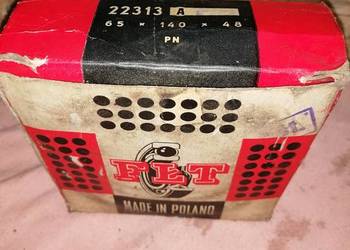 22313 A
65 × 140 × 48
PN
FŁT
MADE IN POLAND